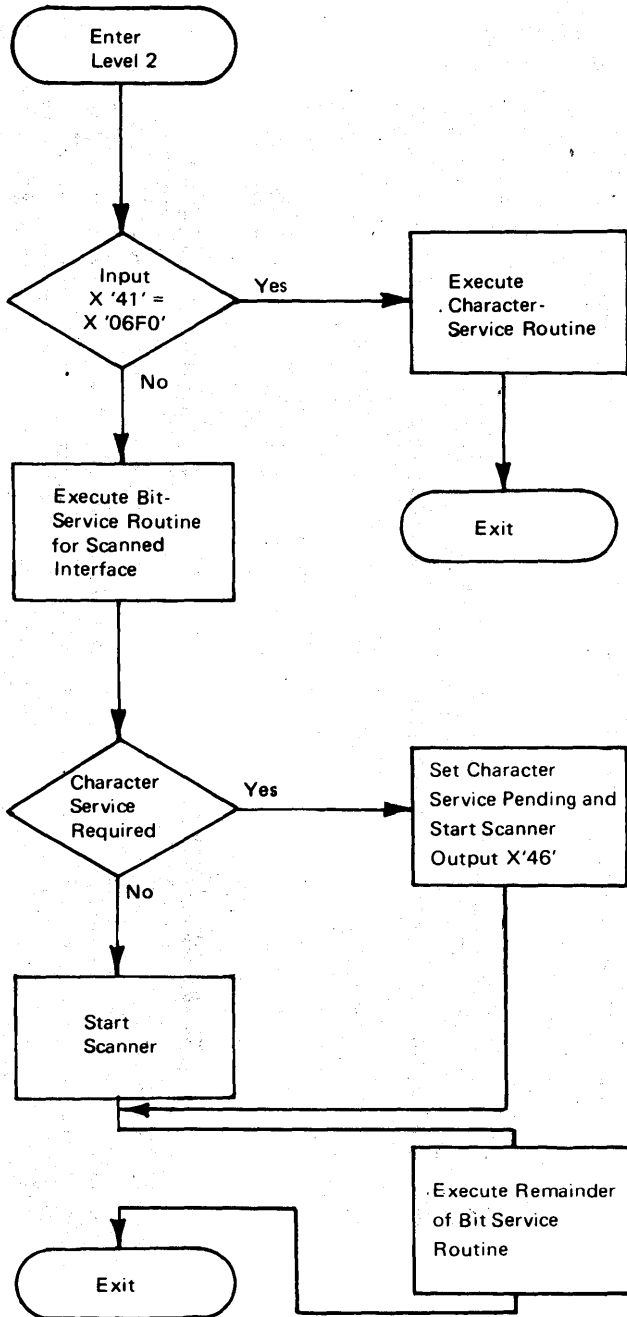 Enter
Level 2
Input
X '41' =
X '06F0'
Yes
Execute
Character-
Service Routine
No
Exit
Execute Bit-
Service Routine
for Scanned
Interface
Character
Service
Required
Yes
Set Character
Service Pending and
Start Scanner
Output X'46'
No
Start
Scanner
Execute Remainder
of Bit Service
Routine
Exit